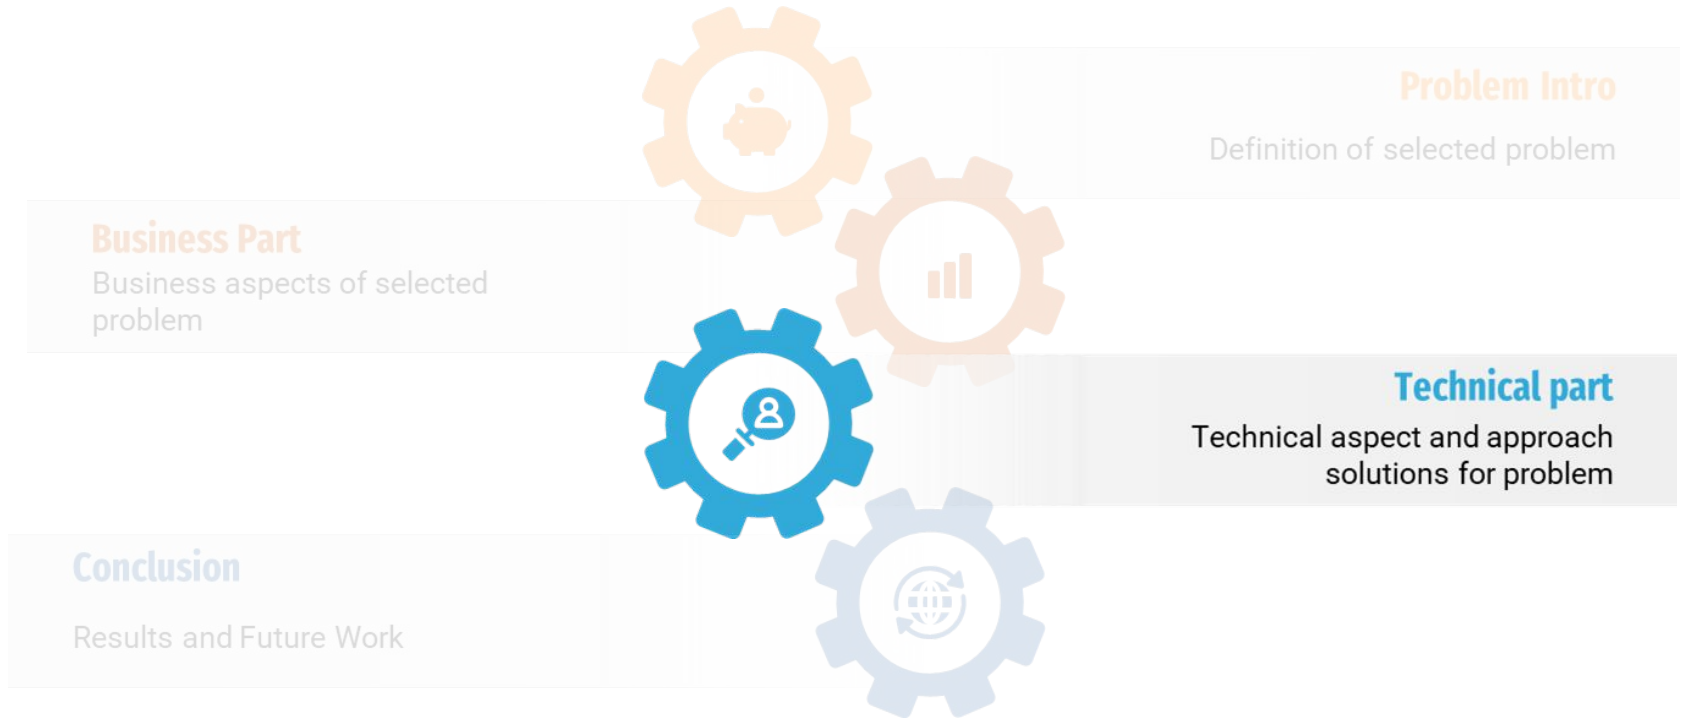 Problem Intro
Definition of selected problem
Business Part
Business aspects of selected
problem
Technical part
Technical aspect and approach
solutions for problem
Conclusion
Results and Future Work